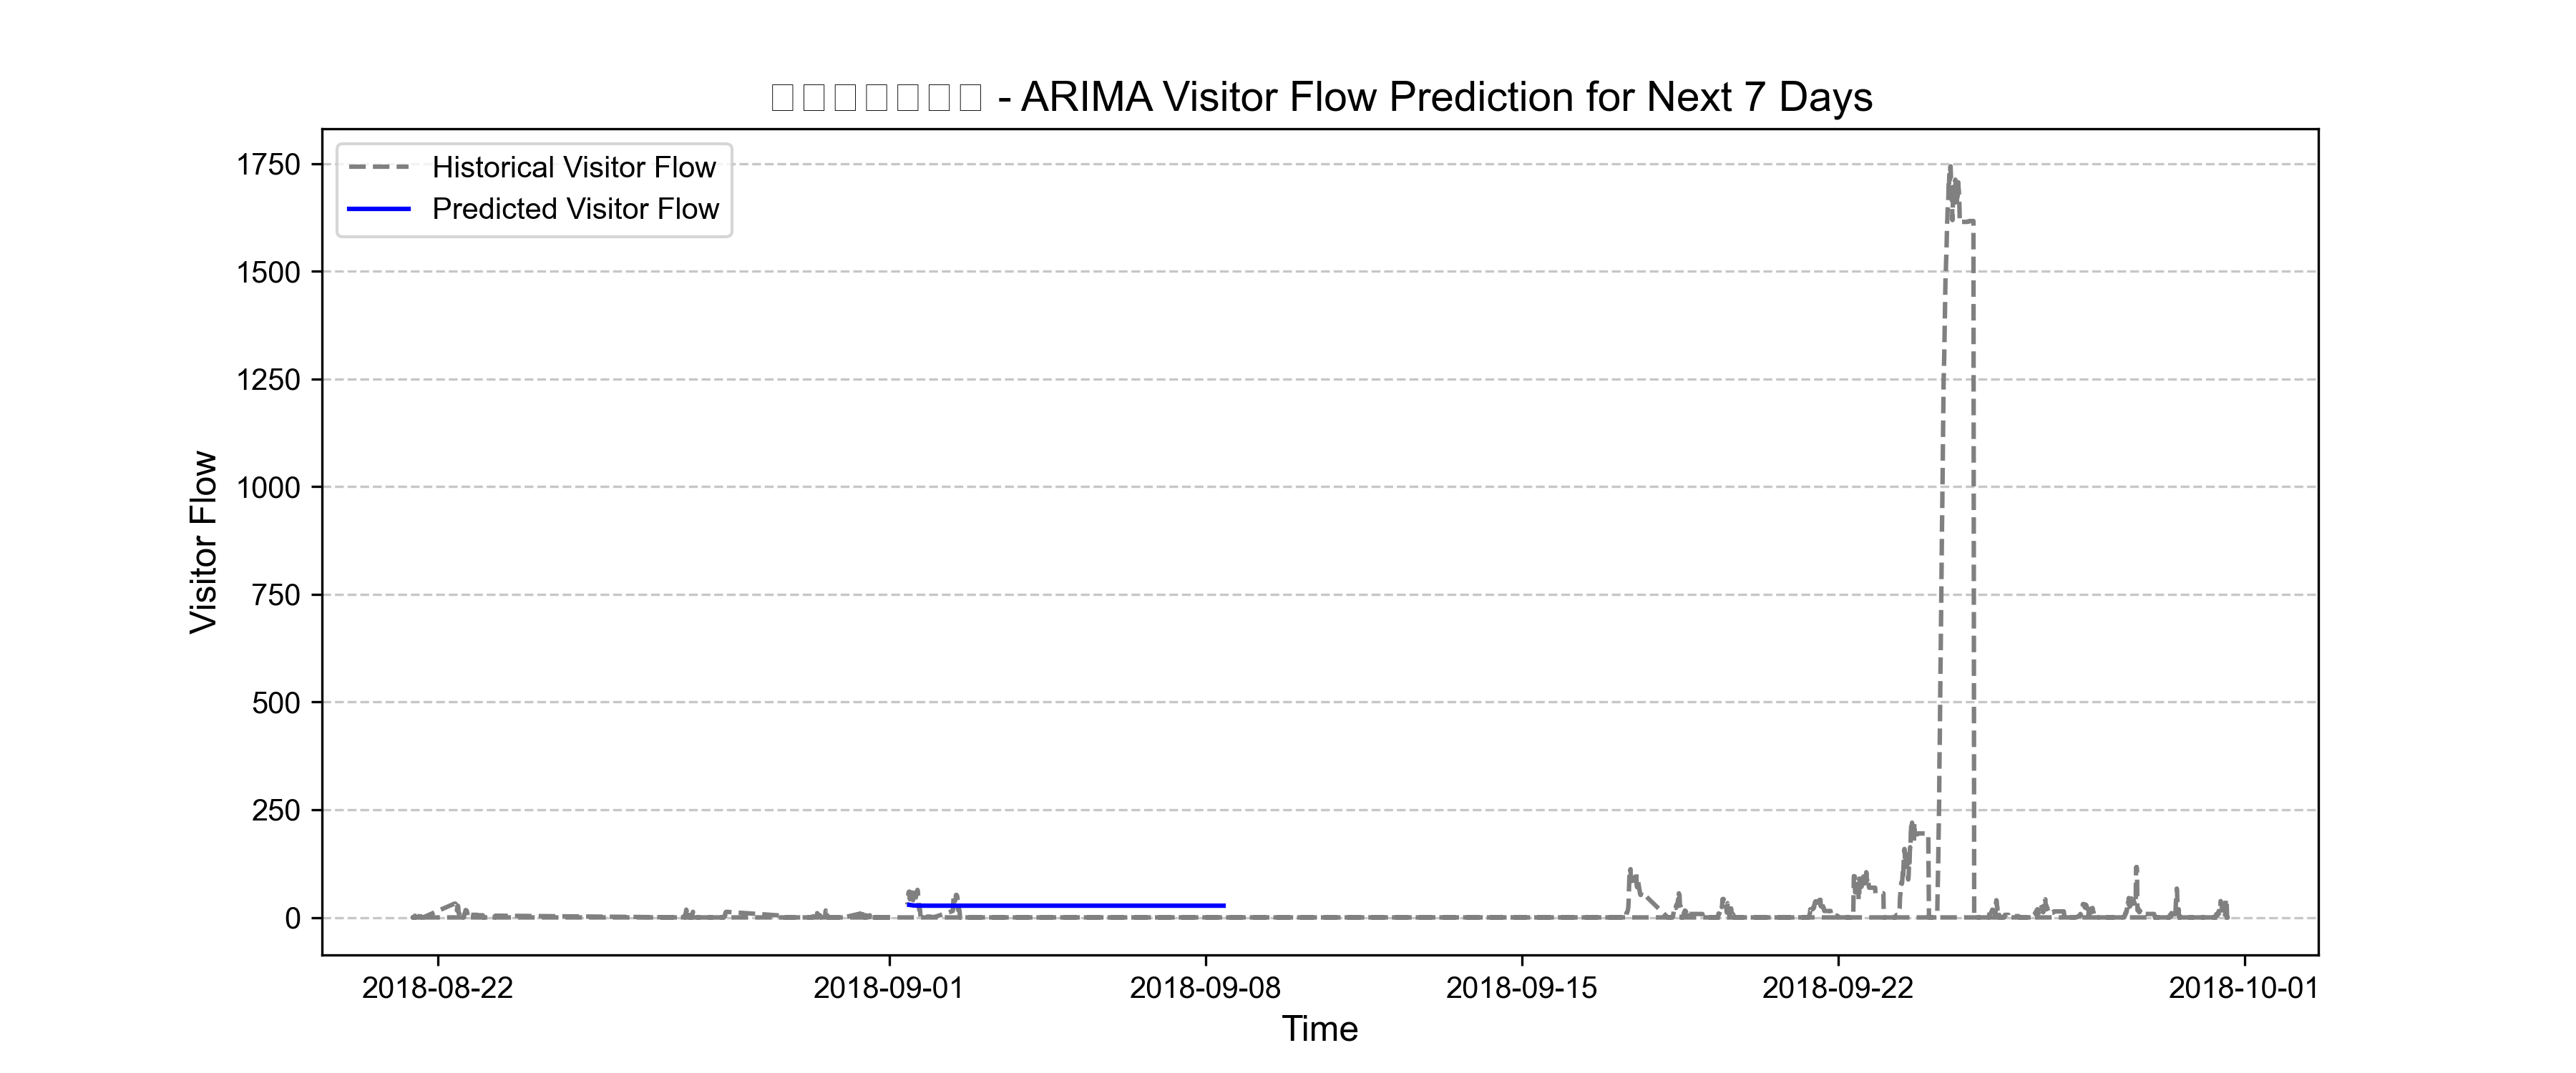 - ARIMA Visitor Flow Prediction for Next 7 Days
Historical Visitor Flow
Predicted Visitor Flow
1750
1500
1250
1000
750
500
250
0
Visitor Flow
2018-08-22
2018-09-01
2018-09-08
2018-09-15
2018-09-22
2018-10-01
Time